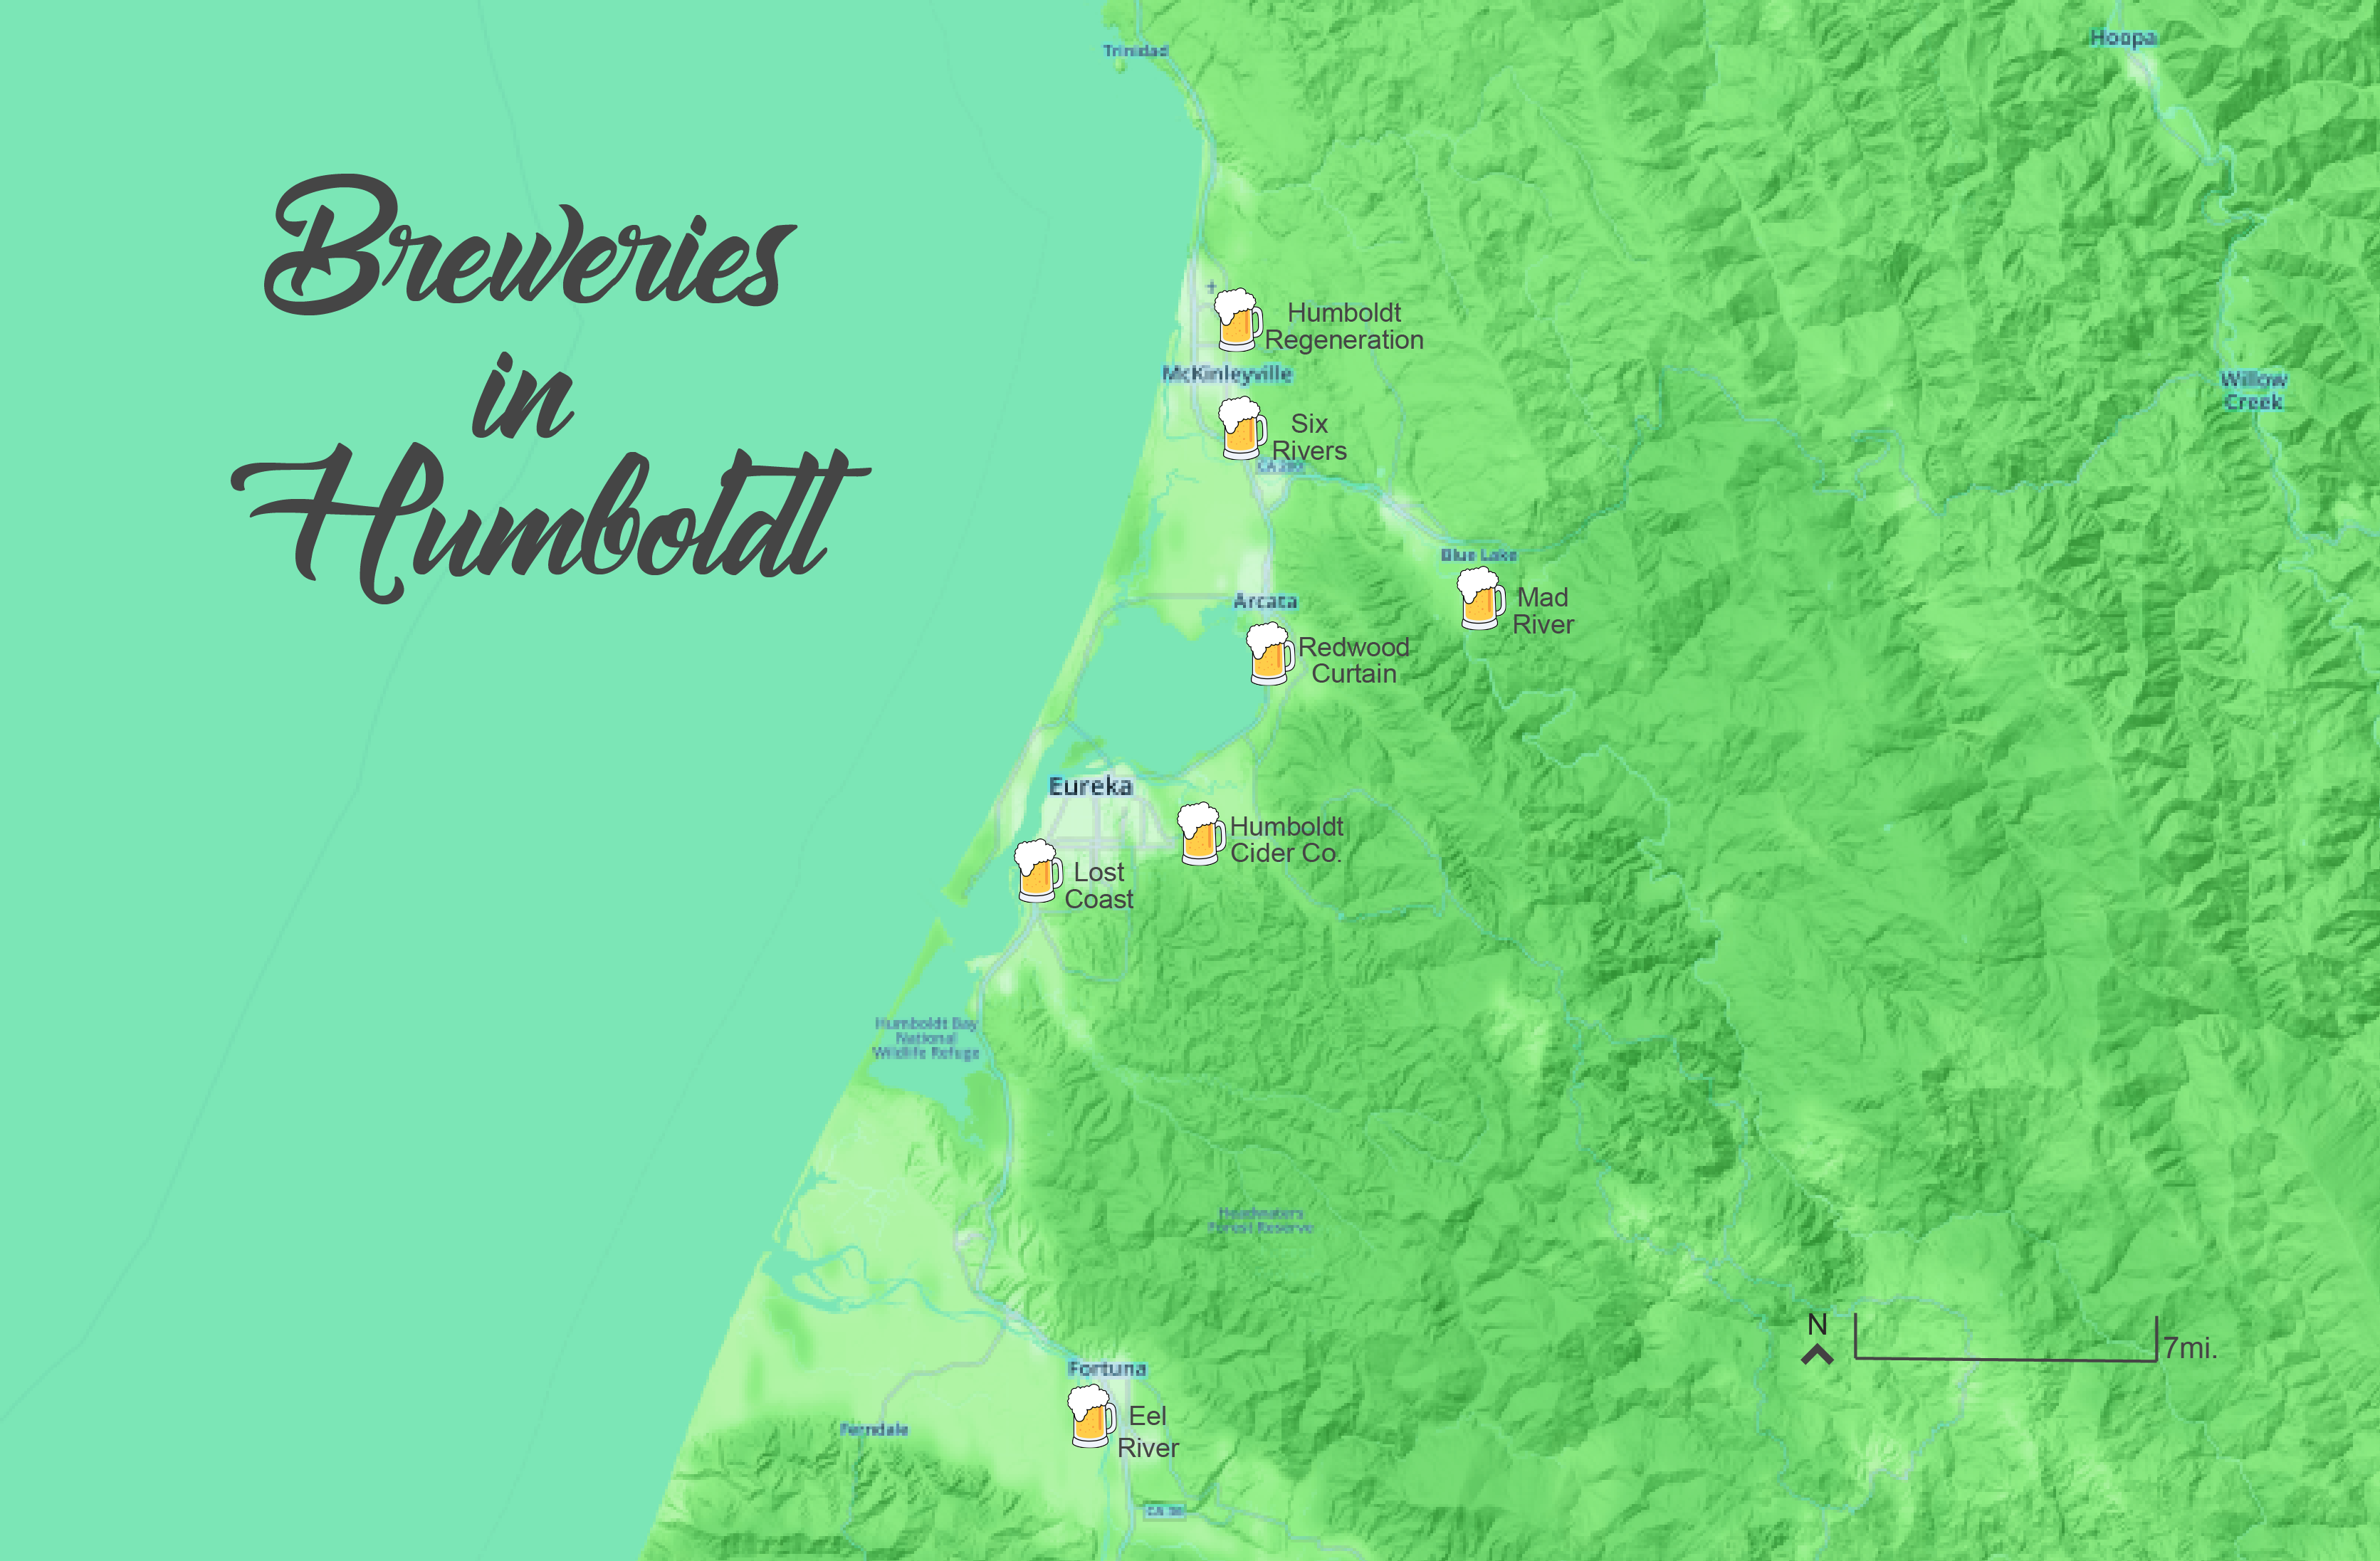 Breweries
in
Humboldt
Trinidad
Hoopa
Humboldt
Regeneration
McKinleyville
Willow
Creek
Six
Rivers
Blue Lake
Mad
River
Arcata
Redwood
Curtain
Eureka
Humboldt
Cider Co.
Lost
Coast
Humboldt Bay
National
Wildlife Refuge
Headwaters
Forest Reserve
N
7mi.
Fortuna
Eel
River
Ferndale
CA 36